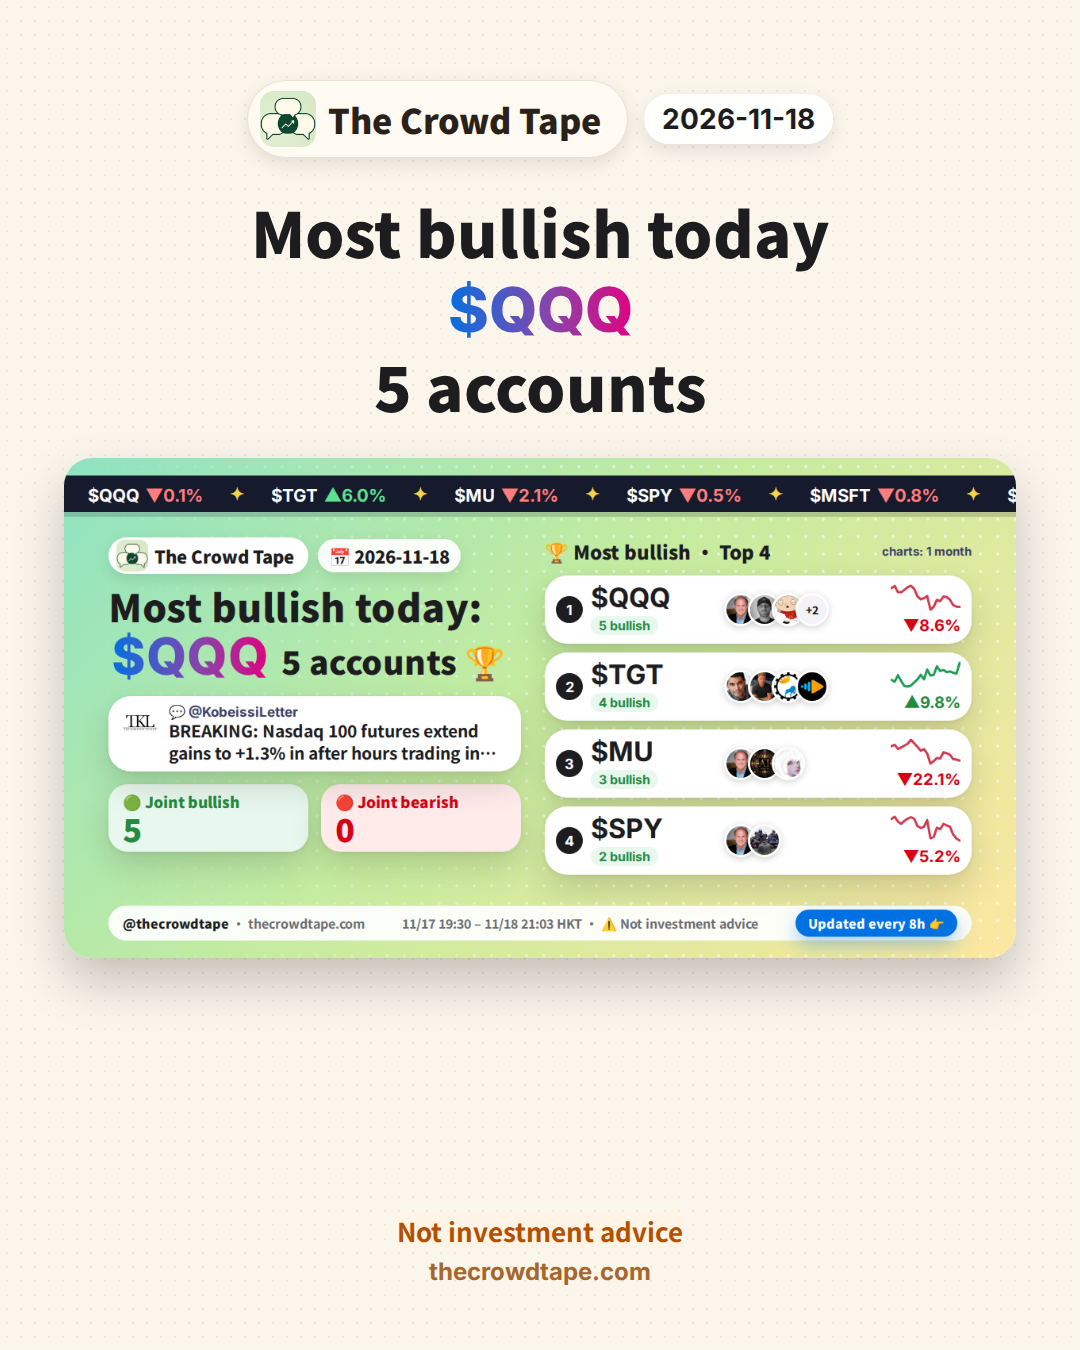 The Crowd Tape
2026-11-18
Most bullish today
$QQQ
5 accounts
$QQQ ▼0.1% ✦ $TGT ▲6.0% ✦ $MU ▼2.1% ✦ $SPY ▼0.5% ✦ $MSFT ▼0.8% ✦ $
The Crowd Tape
📅 2026-11-18
Most bullish today:
$QQQ 5 accounts 🏆
TKL
💬 @KobeissiLetter
BREAKING: Nasdaq 100 futures extend
gains to +1.3% in after hours trading in…
🟢 Joint bullish
5
🔴 Joint bearish
0
🏆 Most bullish • Top 4
charts: 1 month
1 $QQQ
5 bullish
+2
▼8.6%
2 $TGT
4 bullish
▲9.8%
3 $MU
3 bullish
▼22.1%
4 $SPY
2 bullish
▼5.2%
@thecrowdtape • thecrowdtape.com
11/17 19:30 – 11/18 21:03 HKT • ⚠️ Not investment advice
Updated every 8h 👉
Not investment advice
thecrowdtape.com